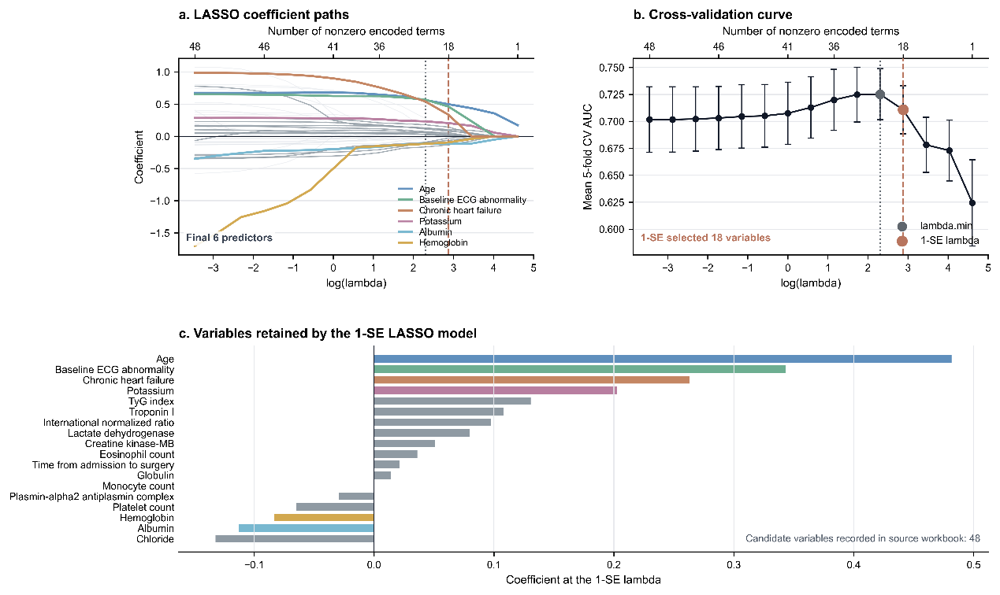 a. LASSO coefficient paths
Number of nonzero encoded terms
48 46 41 36 18 1
1.0
0.5
0.0
−0.5
−1.0
−1.5
Coefficient
Age
Baseline ECG abnormality
Chronic heart failure
Potassium
Albumin
Hemoglobin
Final 6 predictors
−3 −2 −1 0 1 2 3 4 5
log(lambda)
b. Cross-validation curve
Number of nonzero encoded terms
48 46 41 36 18 1
0.750
0.725
0.700
0.675
0.650
0.625
0.600
Mean 5-fold CV AUC
lambda.min
1-SE lambda
1-SE selected 18 variables
−3 −2 −1 0 1 2 3 4 5
log(lambda)
c. Variables retained by the 1-SE LASSO model
Age
Baseline ECG abnormality
Chronic heart failure
Potassium
TyG index
Troponin I
International normalized ratio
Lactate dehydrogenase
Creatine kinase-MB
Eosinophil count
Time from admission to surgery
Globulin
Monocyte count
Plasmin-alpha2 antiplasmin complex
Platelet count
Hemoglobin
Albumin
Chloride
Candidate variables recorded in source workbook: 48
−0.1 0.0 0.1 0.2 0.3 0.4 0.5
Coefficient at the 1-SE lambda